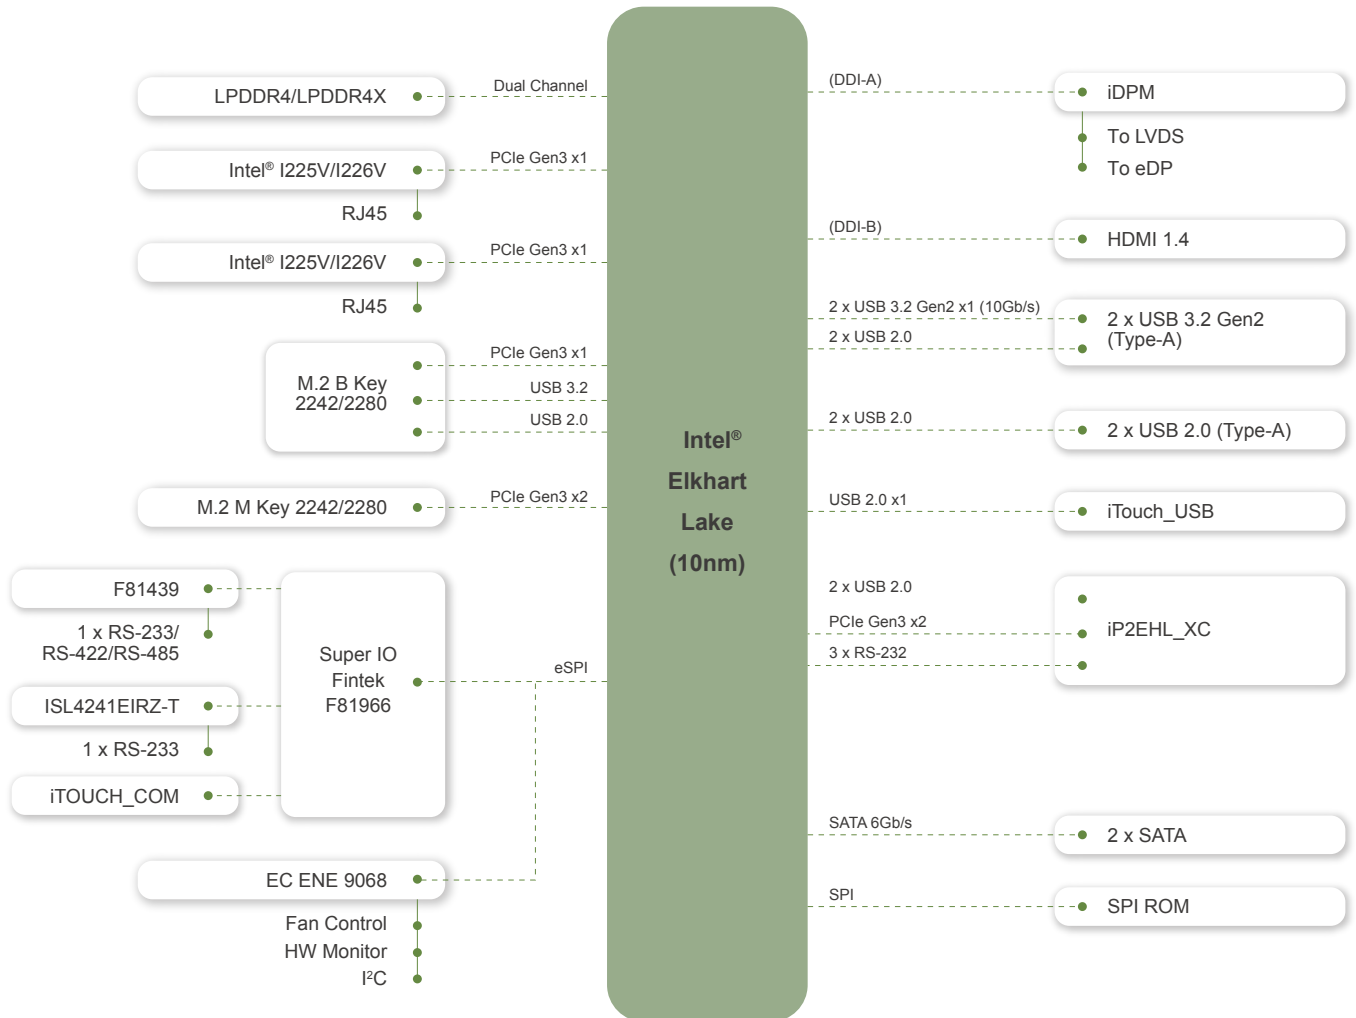 LPDDR4/LPDDR4X
Dual Channel
Intel® I225V/I226V
PCIe Gen3 x1
RJ45
Intel® I225V/I226V
PCIe Gen3 x1
RJ45
M.2 B Key
2242/2280
PCIe Gen3 x1
USB 3.2
USB 2.0
M.2 M Key 2242/2280
PCIe Gen3 x2
F81439
1 x RS-233/
RS-422/RS-485
ISL4241EIRZ-T
1 x RS-233
iTOUCH_COM
Super IO
Fintek
F81966
eSPI
EC ENE 9068
Fan Control
HW Monitor
I²C
Intel®
Elkhart
Lake
(10nm)
(DDI-A)
iDPM
To LVDS
To eDP
(DDI-B)
HDMI 1.4
2 x USB 3.2 Gen2 x1 (10Gb/s)
2 x USB 2.0
2 x USB 3.2 Gen2
(Type-A)
2 x USB 2.0
2 x USB 2.0 (Type-A)
USB 2.0 x1
iTouch_USB
2 x USB 2.0
PCIe Gen3 x2
3 x RS-232
iP2EHL_XC
SATA 6Gb/s
2 x SATA
SPI
SPI ROM